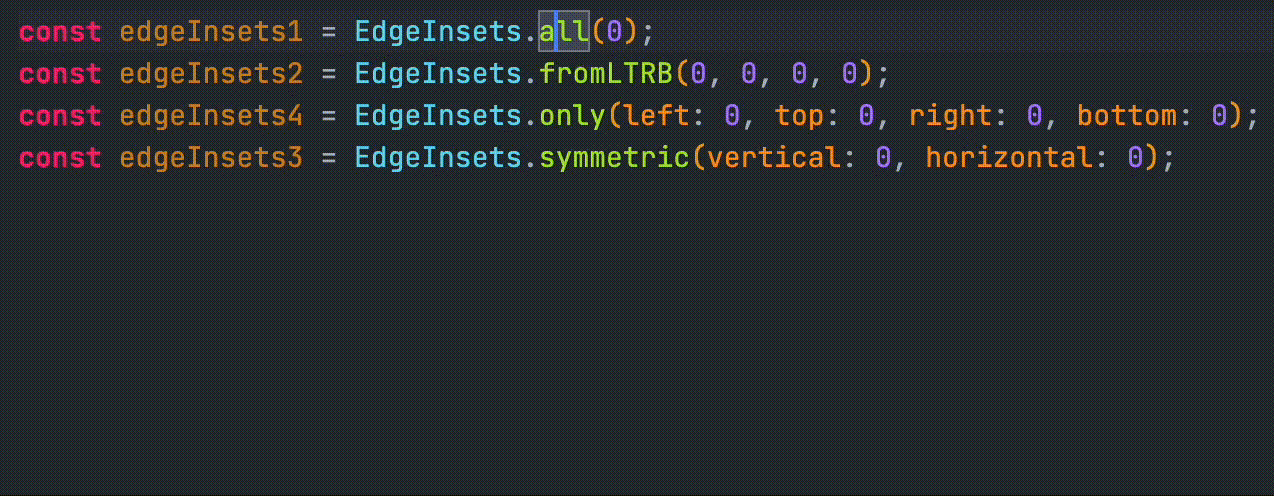 const edgeInsets1 = EdgeInsets.all(0);
const edgeInsets2 = EdgeInsets.fromLTRB(0, 0, 0, 0);
const edgeInsets4 = EdgeInsets.only(left: 0, top: 0, right: 0, bottom: 0);
const edgeInsets3 = EdgeInsets.symmetric(vertical: 0, horizontal: 0);